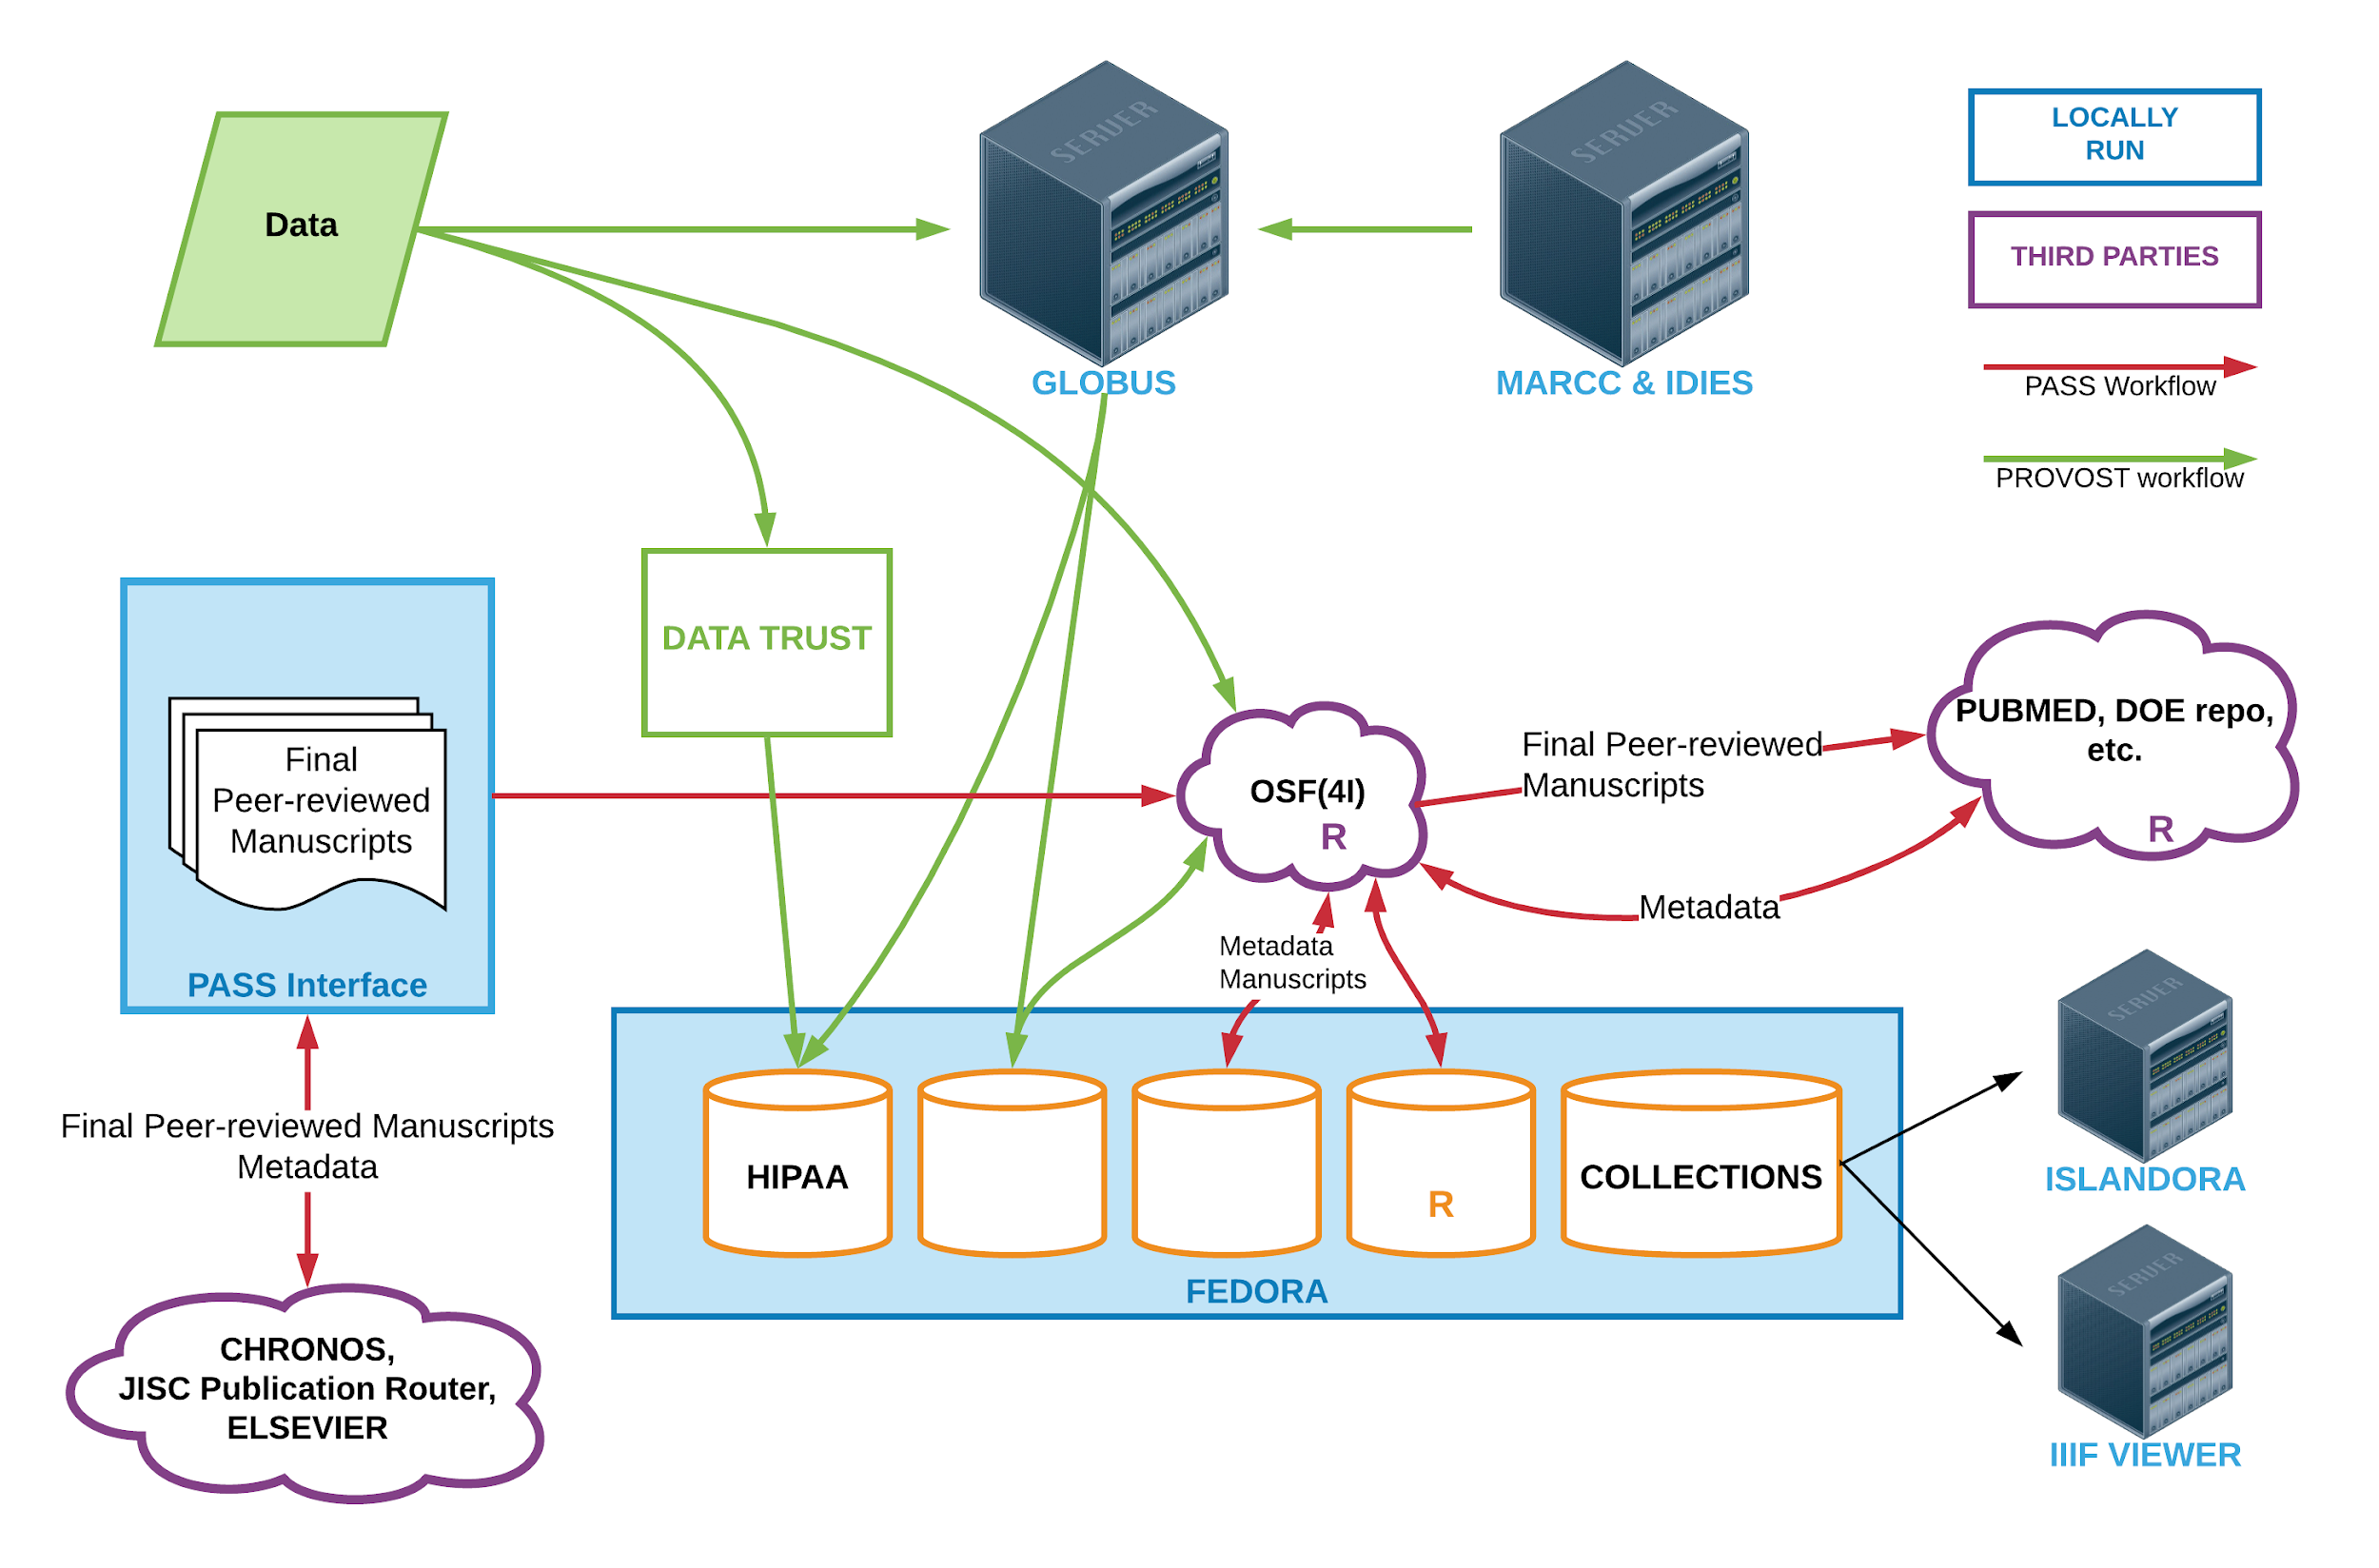 SERVER
SERVER
LOCALLY
RUN
Data
THIRD PARTIES
GLOBUS
MARCC & IDIES
PASS Workflow
PROVOST workflow
DATA TRUST
PUBMED, DOE repo,
etc.
R
Final
Peer-reviewed
Manuscripts
PASS Interface
OSF(4I)
R
Final Peer-reviewed
Manuscripts
Metadata
Metadata
Manuscripts
SERVER
ISLANDORA
Final Peer-reviewed Manuscripts
Metadata
HIPAA
R
COLLECTIONS
FEDORA
SERVER
IIIF VIEWER
CHRONOS,
JISC Publication Router,
ELSEVIER